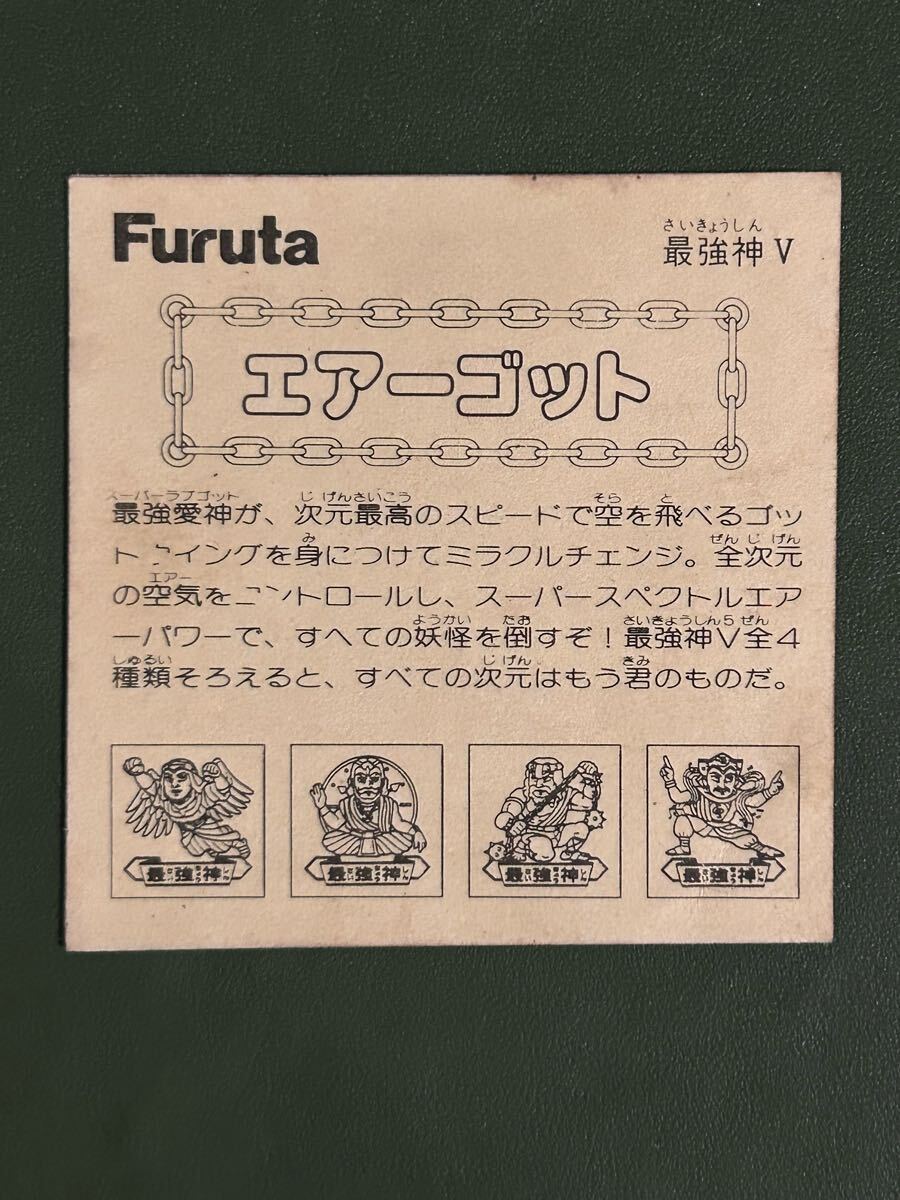 Furuta
さいきょうしん
最強神 V
エアーゴット
スーパーラブゴット じ げんさいこう そら と
最強愛神が、次元最高のスピードで空を飛べるゴッ
み ぜん じ げん
トウイングを身につけてミラクルチェンジ。全次元
エアー
の空気をコントロールし、スーパースペクトルエア
ようかい たお さいきょうしん5 ぜん
ーパワーで、すべての妖怪を倒すぞ！最強神V全4
しゅるい じ げん きみ
種類そろえると、すべての次元はもう君のものだ。
最強神 最強神 最強神 最強神